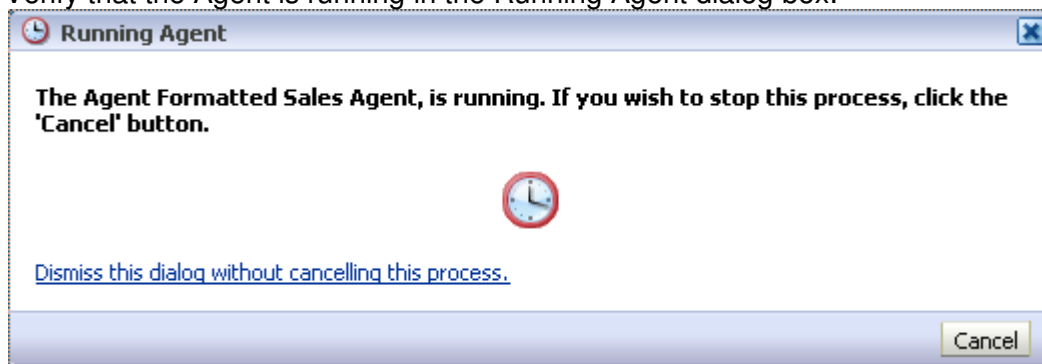 Verify that the Agent is running in the Running Agent dialog box.
Running Agent
The Agent Formatted Sales Agent, is running. If you wish to stop this process, click the
'Cancel' button.
Dismiss this dialog without cancelling this process.
Cancel